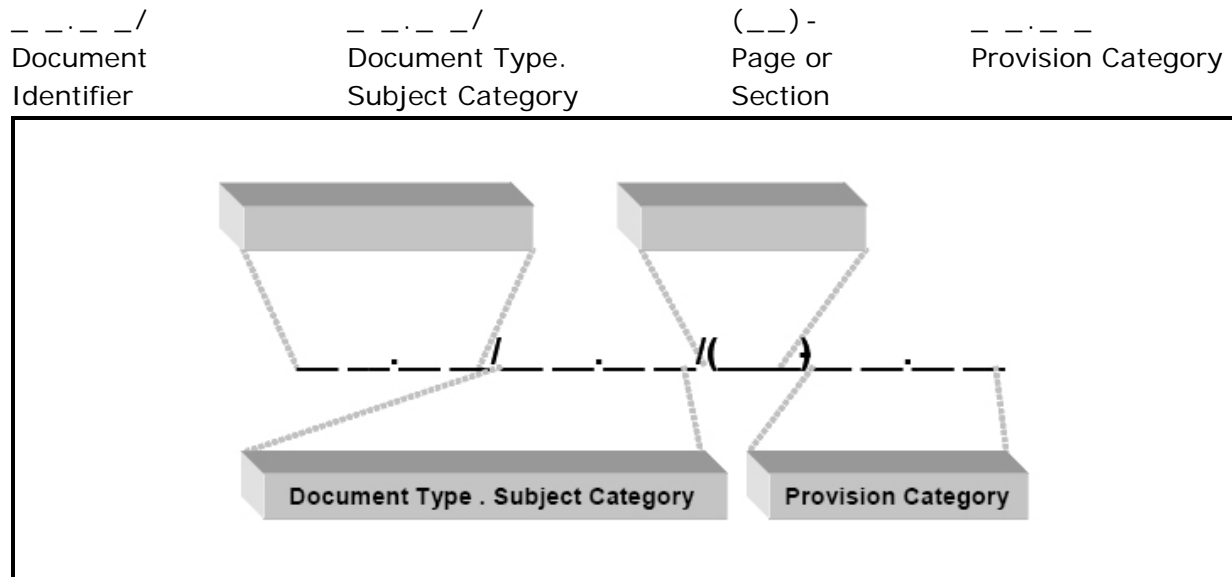 _ _._ _/ _ _._ _/ (__)- _ _._ _
Document Document Type. Page or Provision Category
Identifier Subject Category Section
__ __.__ __/__ __.__ __/(____)-__ __.__ __
Document Type . Subject Category Provision Category